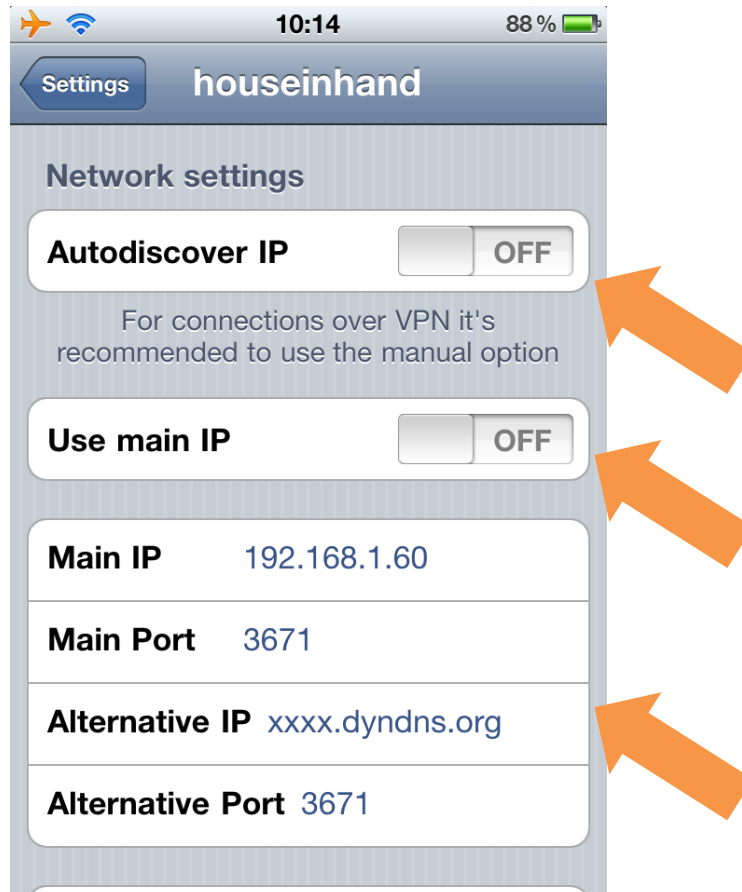 10:14 88 %
Settings houseinhand
Network settings
Autodiscover IP OFF
For connections over VPN it's
recommended to use the manual option
Use main IP OFF
Main IP 192.168.1.60
Main Port 3671
Alternative IP xxxx.dyndns.org
Alternative Port 3671